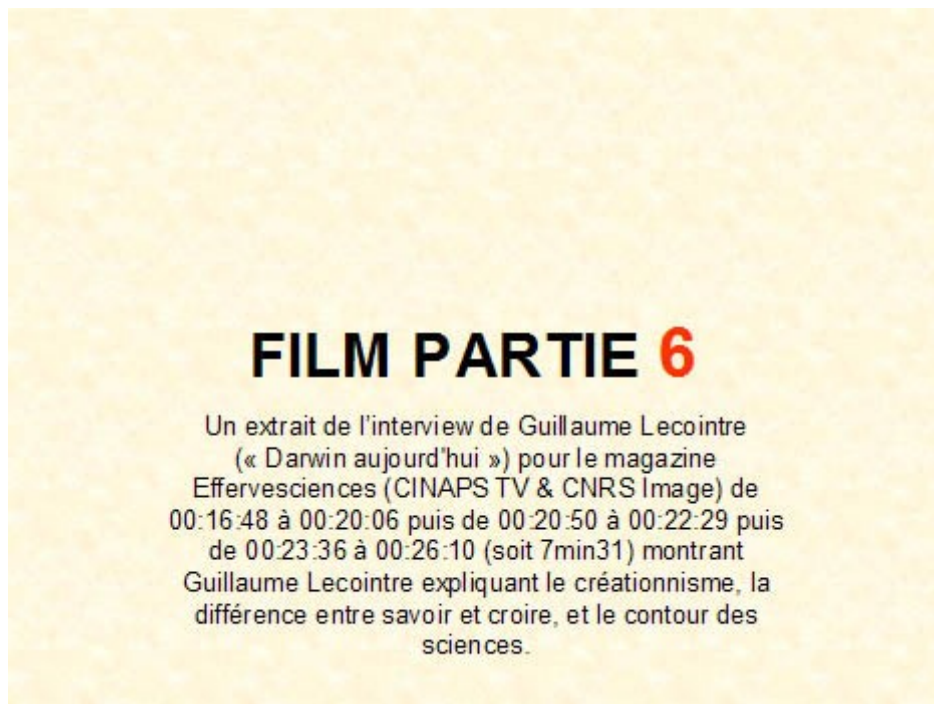 FILM PARTIE 6
Un extrait de l'interview de Guillaume Lecointre
(« Darwin aujourd'hui ») pour le magazine
Effervesciences (CINAPS TV & CNRS Image) de
00:16:48 à 00:20:06 puis de 00:20:50 à 00:22:29 puis
de 00:23:36 à 00:26:10 (soit 7min31) montrant
Guillaume Lecointre expliquant le créationnisme, la
différence entre savoir et croire, et le contour des
sciences.